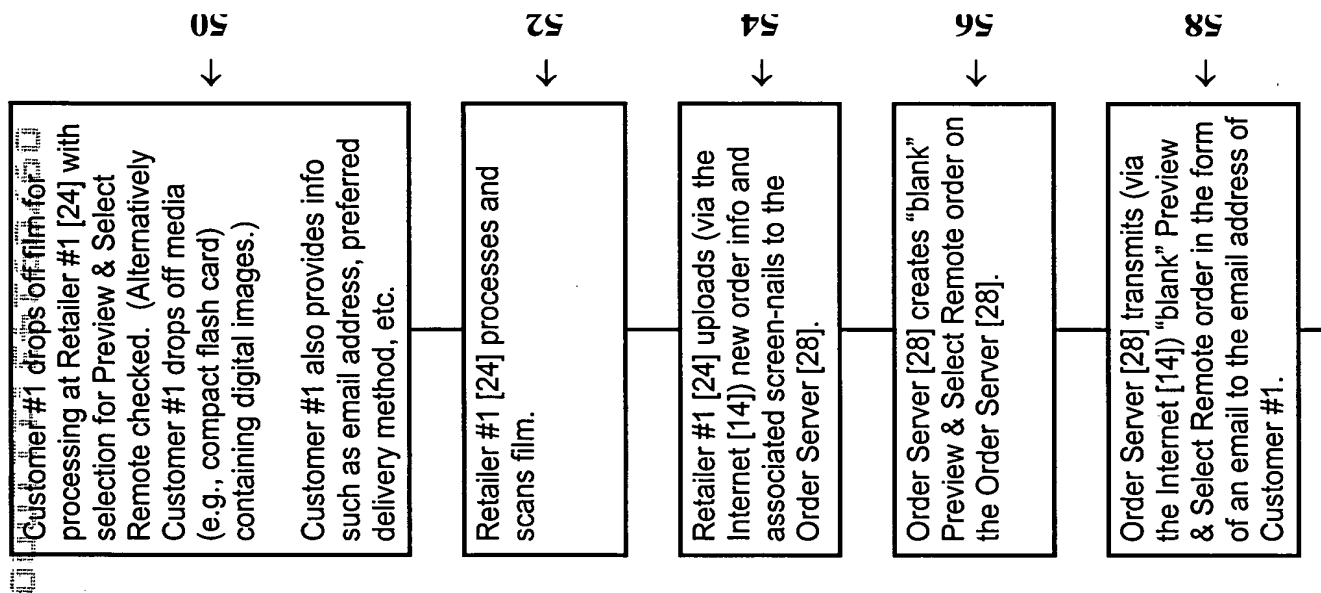 50
Customer #1 drops off film for
processing at Retailer #1 [24] with
selection for Preview & Select
Remote checked. (Alternatively
Customer #1 drops off media
(e.g., compact flash card)
containing digital images.)
Customer #1 also provides info
such as email address, preferred
delivery method, etc.
52
Retailer #1 [24] processes and
scans film.
54
Retailer #1 [24] uploads (via the
Internet [14]) new order info and
associated screen-nails to the
Order Server [28].
56
Order Server [28] creates “blank”
Preview & Select Remote order on
the Order Server [28].
58
Order Server [28] transmits (via
the Internet [14]) “blank” Preview
& Select Remote order in the form
of an email to the email address of
Customer #1.